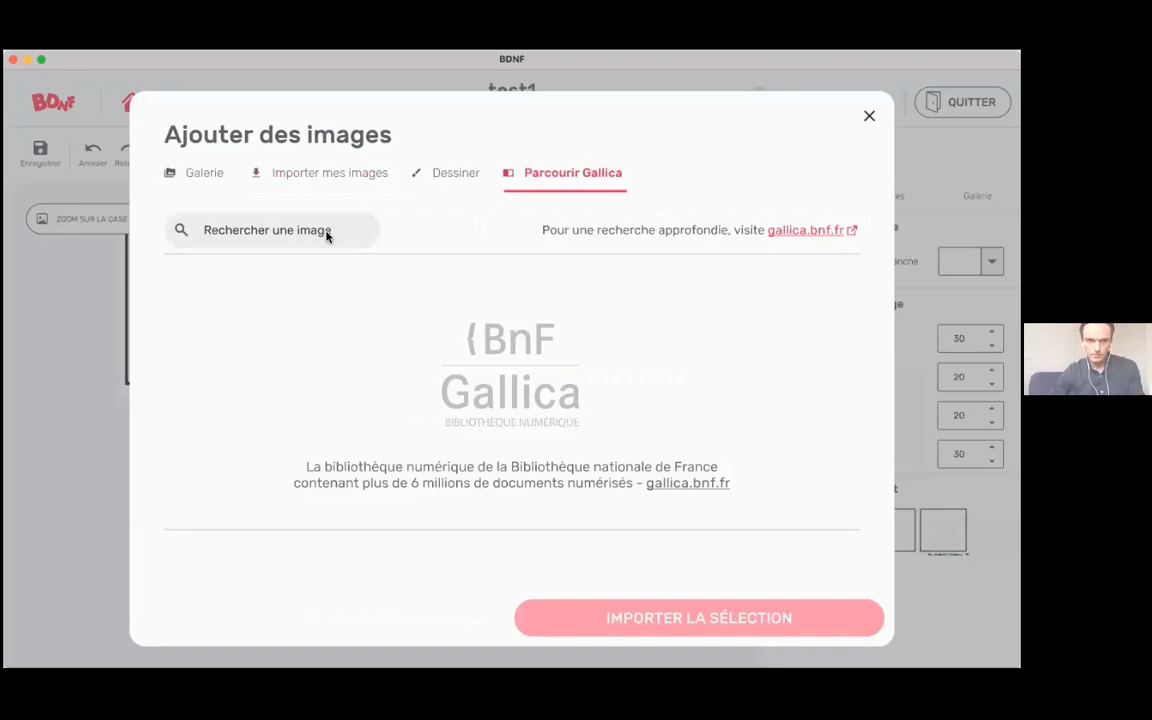 BDNF
BDNF
test1
QUITTER
Enregistrer
Annuler
ZOOM SUR LA CASE
Galerie
30
20
20
30
Ajouter des images
Galerie
Importer mes images
Dessiner
Parcourir Gallica
Rechercher une image
Pour une recherche approfondie, visite gallica.bnf.fr
{BnF
Gallica
BIBLIOTHÈQUE NUMÉRIQUE
La bibliothèque numérique de la Bibliothèque nationale de France
contenant plus de 6 millions de documents numérisés - gallica.bnf.fr
IMPORTER LA SÉLECTION